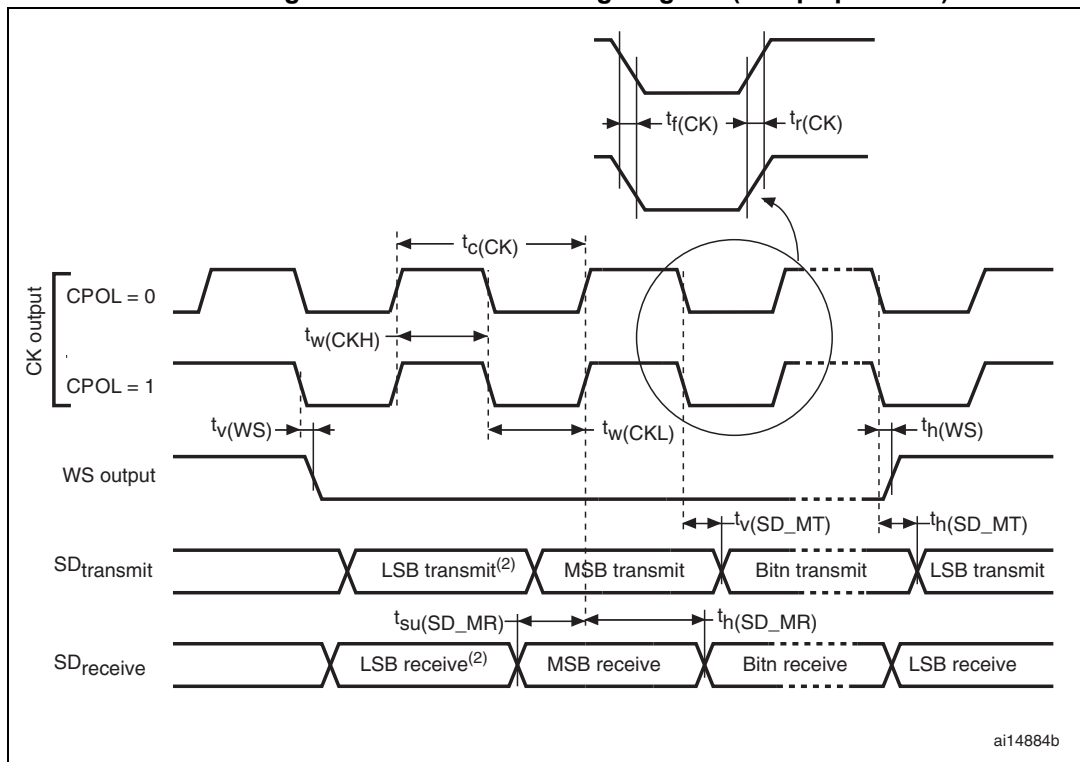 tf(CK)
tr(CK)
tc(CK)
CK output
CPOL = 0
tw(CKH)
CPOL = 1
tv(WS)
tw(CKL)
th(WS)
WS output
tv(SD_MT)
th(SD_MT)
SDtransmit
LSB transmit(2)
MSB transmit
Bitn transmit
LSB transmit
tsu(SD_MR)
th(SD_MR)
SDreceive
LSB receive(2)
MSB receive
Bitn receive
LSB receive
ai14884b